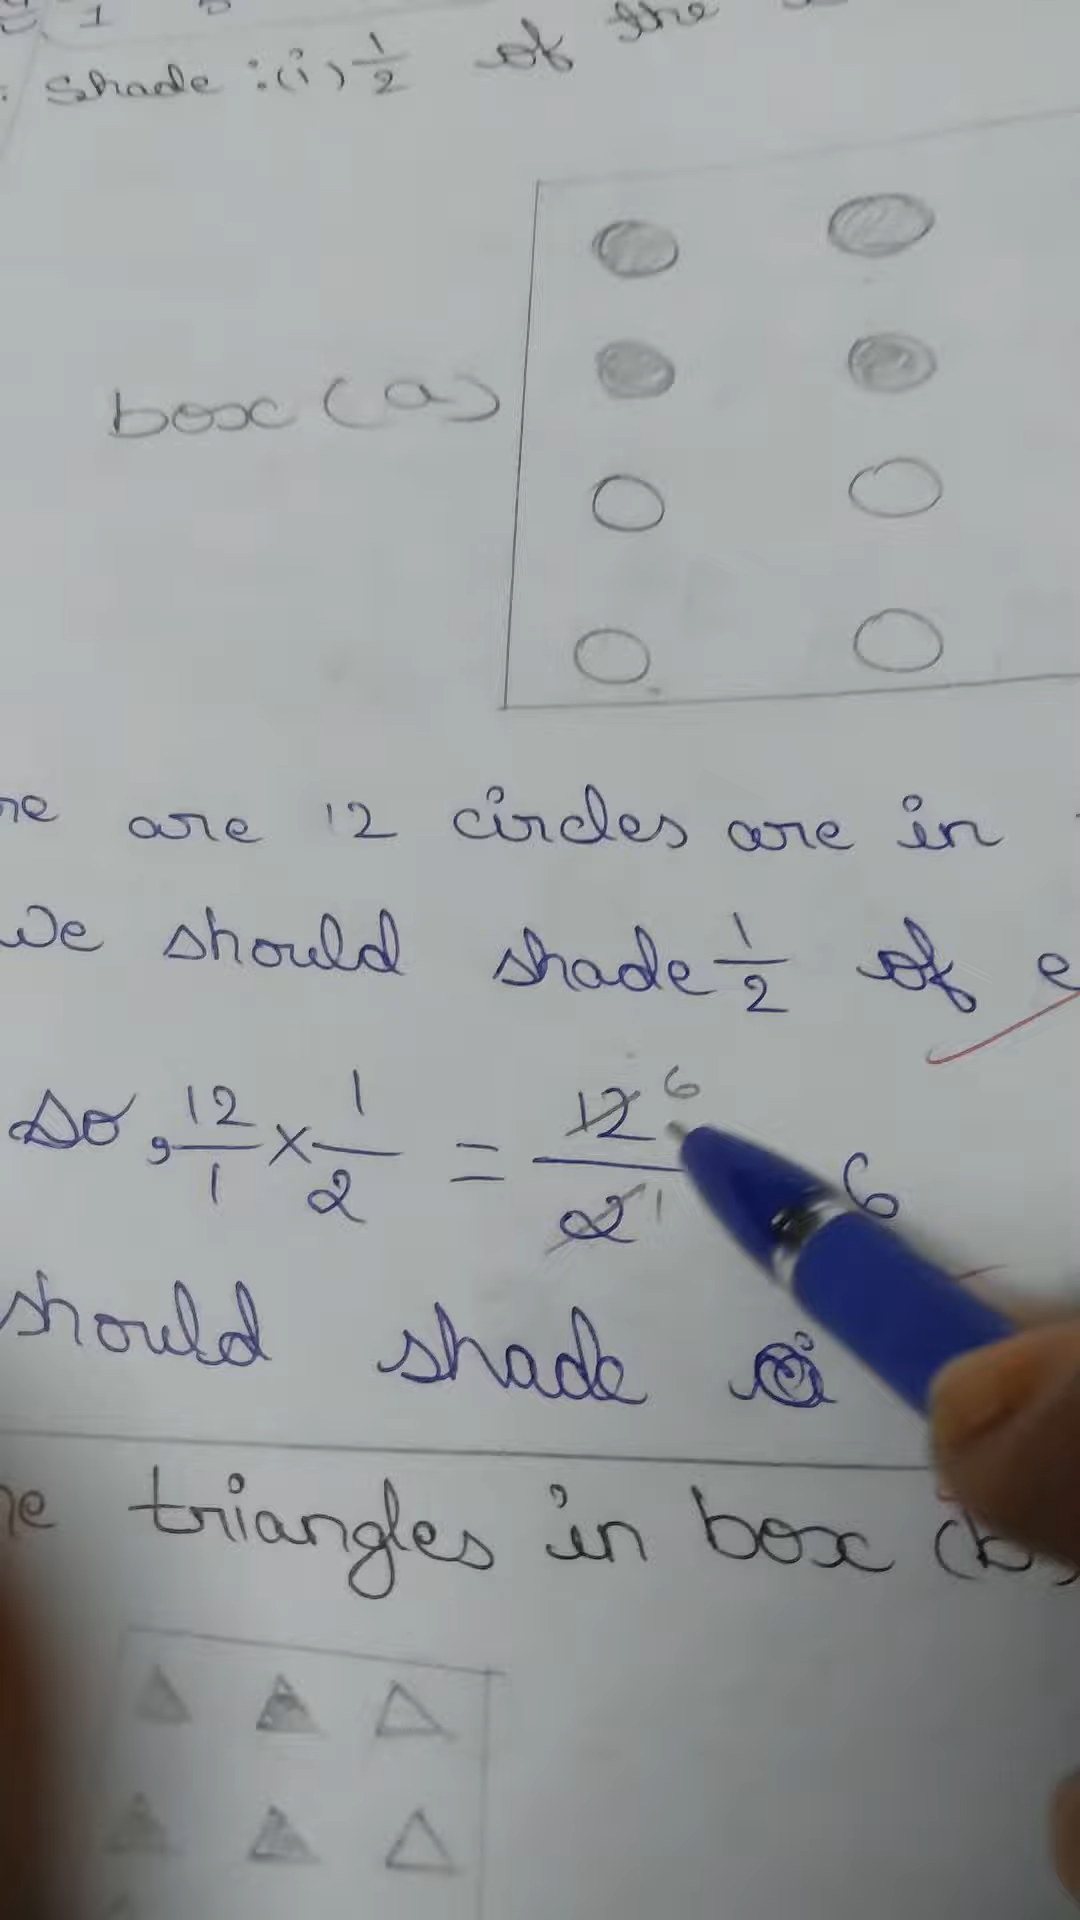 Shade : (i) 1/2 of the
box (a)
are 12 circles are in
We should shade 1/2 of
So, 12/1 × 1/2 = 12 6 / 2 1 6
should shade
triangles in box (b)